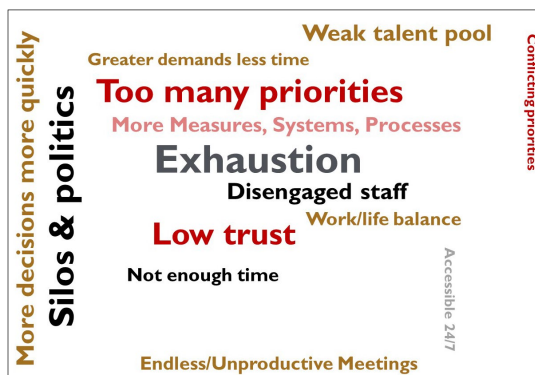 Weak talent pool
Greater demands less time
Too many priorities
More Measures, Systems, Processes
Exhaustion
Disengaged staff
Work/life balance
Low trust
Not enough time
Endless/Unproductive Meetings
More decisions more quickly
Silos & politics
Conflicting priorities
Accessible 24/7